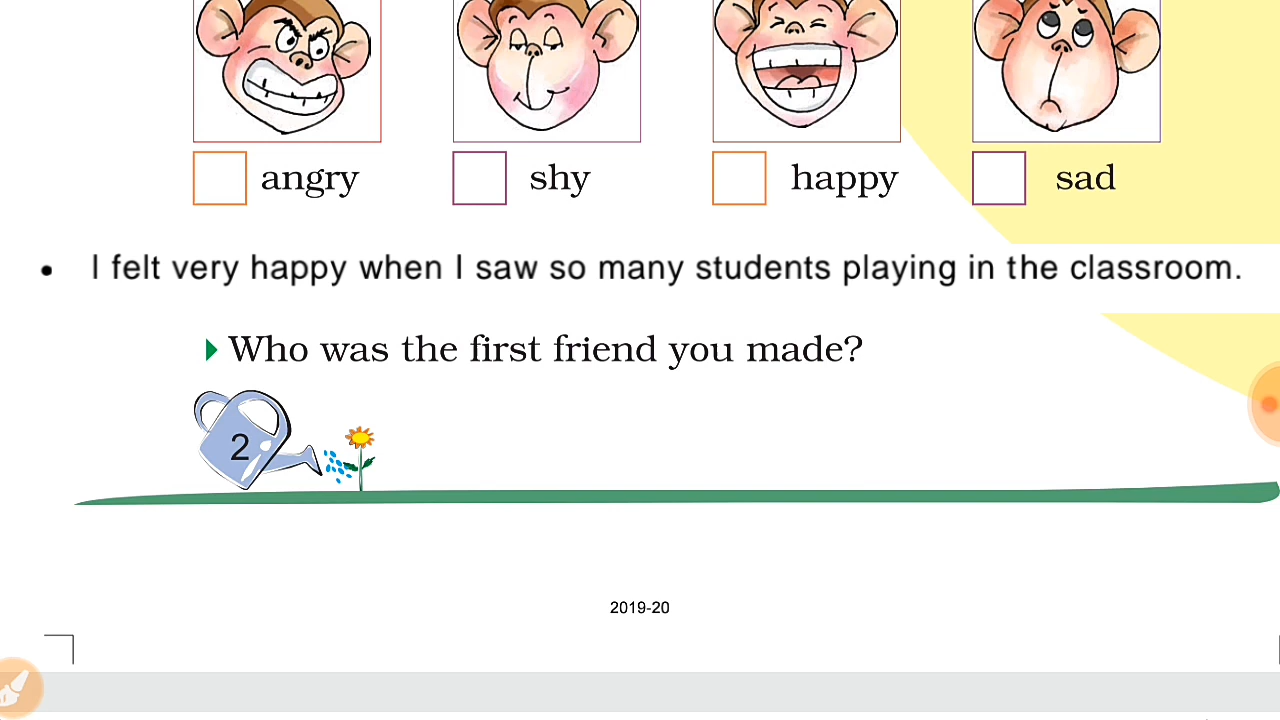 angry shy happy sad
• I felt very happy when I saw so many students playing in the classroom.
Who was the first friend you made?
2
2019-20